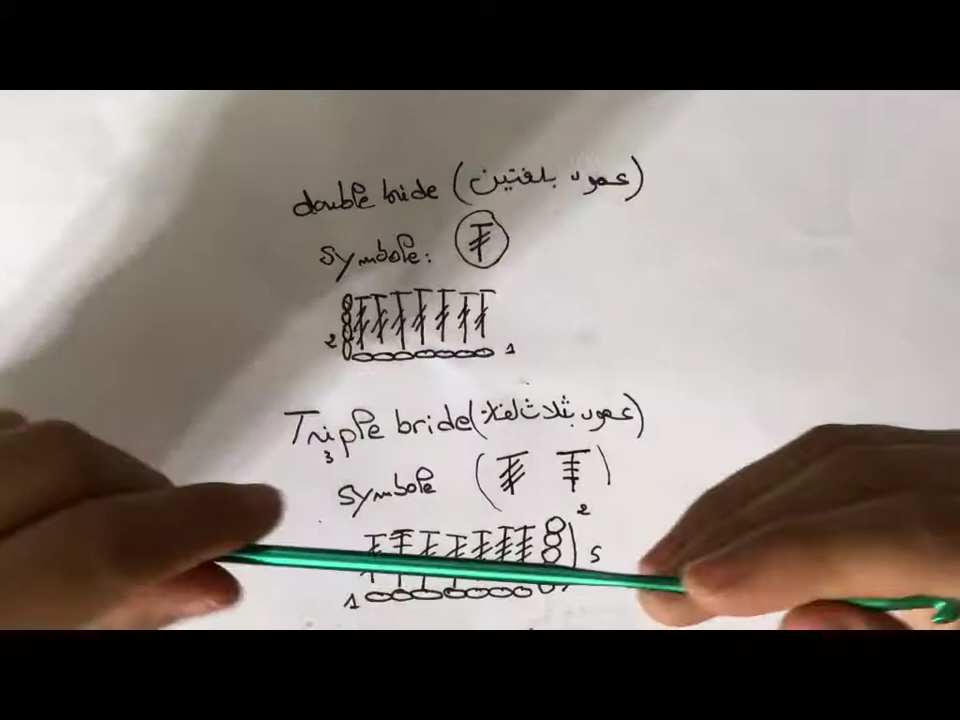 double bride (عمود بلفتين)
symbole:
2 1
Triple bride (عمود بثلاث لفات)
3
symbole
2
5
1